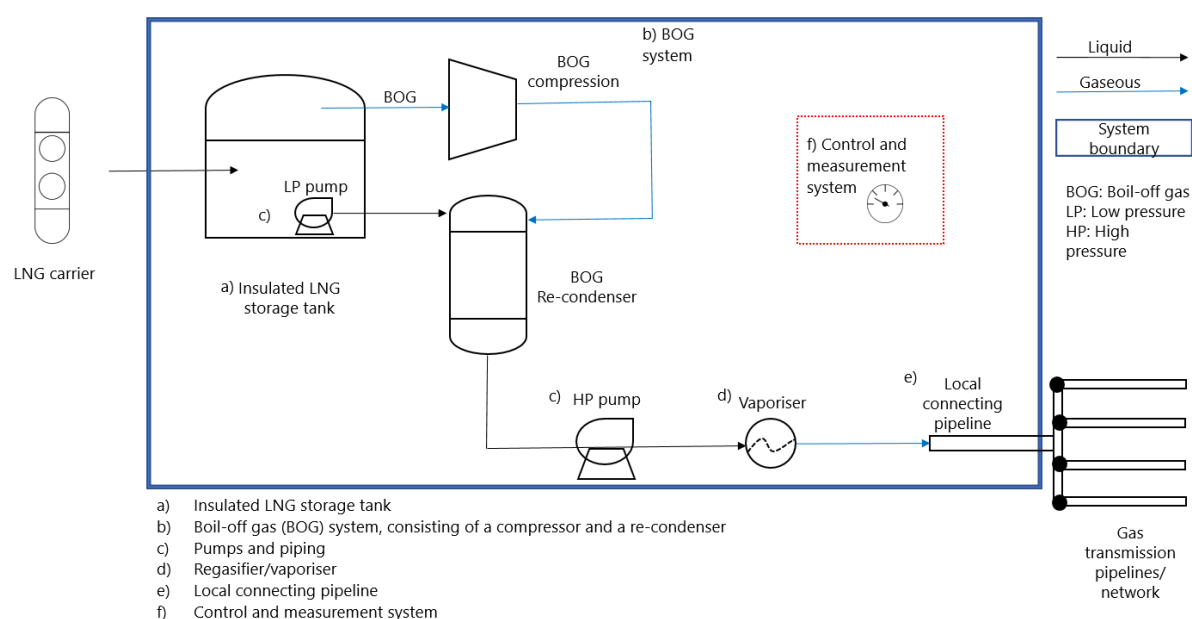 b) BOG
system
BOG
compression
BOG
Liquid
Gaseous
System
boundary
BOG: Boil-off gas
LP: Low pressure
HP: High
pressure
f) Control and
measurement
system
LP pump
c)
LNG carrier
a) Insulated LNG
storage tank
BOG
Re-condenser
c) HP pump
d) Vaporiser
e) Local
connecting
pipeline
Gas
transmission
pipelines/
network
a) Insulated LNG storage tank
b) Boil-off gas (BOG) system, consisting of a compressor and a re-condenser
c) Pumps and piping
d) Regasifier/vaporiser
e) Local connecting pipeline
f) Control and measurement system